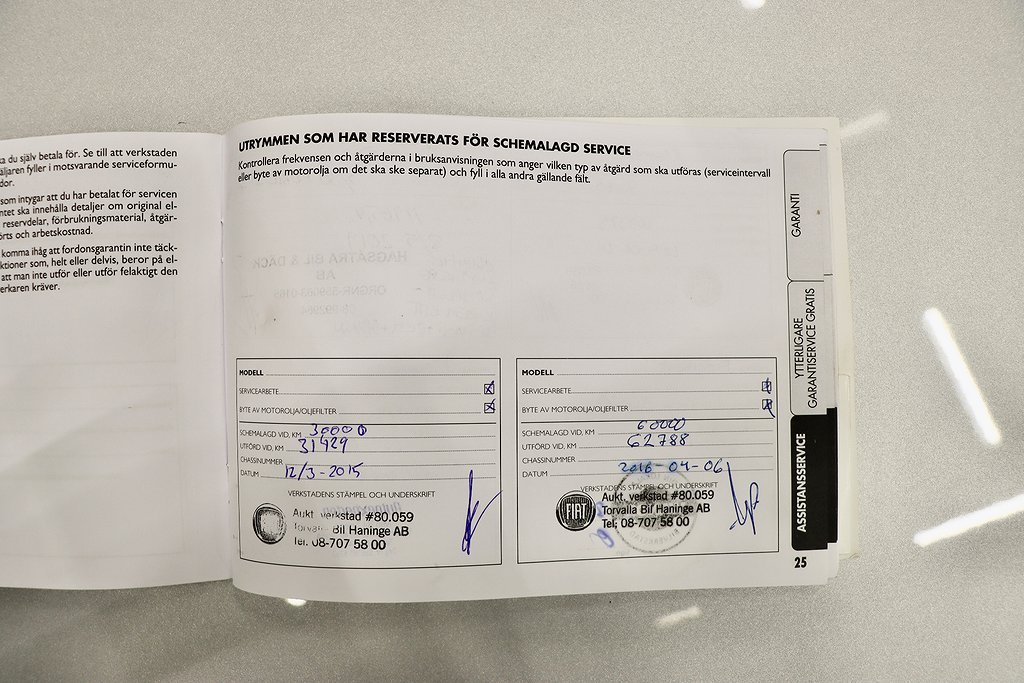 ka du själv betala för. Se till att verkstaden
äljaren fyller i motsvarande serviceformu-
dor.
som intygar att du har betalat för servicen
ntet ska innehålla detaljer om original el-
reservdelar, förbrukningsmaterial, åtgär-
örts och arbetskostnad.
komma ihåg att fordonsgarantin inte täck-
ktioner som, helt eller delvis, beror på el-
att man inte utför eller utför felaktigt den
erkaren kräver.
UTRYMMEN SOM HAR RESERVERATS FÖR SCHEMALAGD SERVICE
Kontrollera frekvensen och åtgärderna i bruksanvisningen som anger vilken typ av åtgärd som ska utföras (serviceintervall
eller byte av motorolja om det ska ske separat) och fyll i alla andra gällande fält.
MODELL
SERVICEARBETE
BYTE AV MOTOROLJA/OLJEFILTER
SCHEMALAGD VID, KM 30000
UTFÖRD VID, KM 31429
CHASSINUMMER
DATUM 12/3-2015
VERKSTADENS STÄMPEL OCH UNDERSKRIFT
Aukt. verkstad #80.059
Torvalla Bil Haninge AB
Tel. 08-707 58 00
MODELL
SERVICEARBETE
BYTE AV MOTOROLJA/OLJEFILTER
SCHEMALAGD VID, KM 60000
UTFÖRD VID, KM 62788
CHASSINUMMER
DATUM 2016-04-06
VERKSTADENS STÄMPEL OCH UNDERSKRIFT
FIAT
Aukt. verkstad #80.059
Torvalla Bil Haninge AB
Tel. 08-707 58 00
GARANTI
YTTERLIGARE
GARANTISERVICE GRATIS
ASSISTANSSERVICE
25